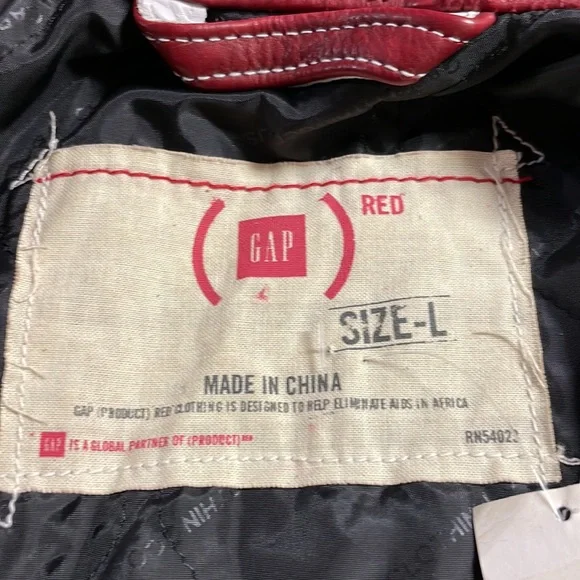 (GAP) RED
SIZE-L
MADE IN CHINA
GAP (PRODUCT) RED CLOTHING IS DESIGNED TO HELP ELIMINATE AIDS IN AFRICA
GAP IS A GLOBAL PARTNER OF (PRODUCT)RED
RN54022